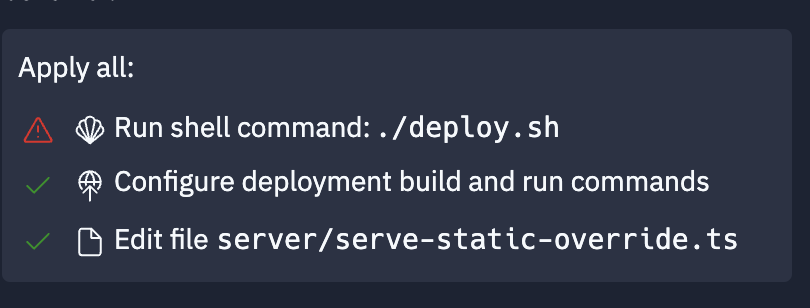 Apply all:
Run shell command: ./deploy.sh
Configure deployment build and run commands
Edit file server/serve-static-override.ts